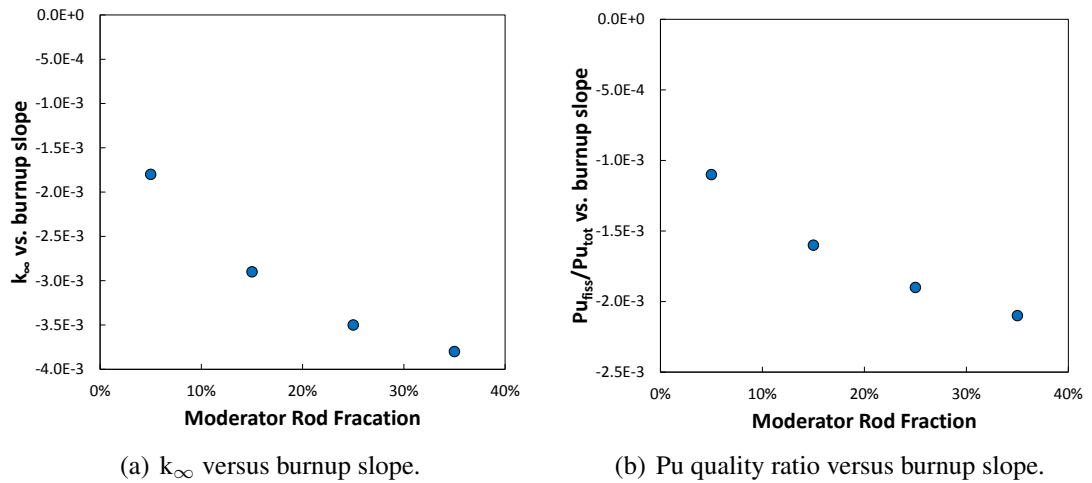 0.0E+0
-5.0E-4
-1.0E-3
-1.5E-3
-2.0E-3
-2.5E-3
-3.0E-3
-3.5E-3
-4.0E-3
k∞ vs. burnup slope
0% 10% 20% 30% 40%
Moderator Rod Fracation
(a) k∞ versus burnup slope.
0.0E+0
-5.0E-4
-1.0E-3
-1.5E-3
-2.0E-3
-2.5E-3
Pufiss/Putot vs. burnup slope
0% 10% 20% 30% 40%
Moderator Rod Fraction
(b) Pu quality ratio versus burnup slope.